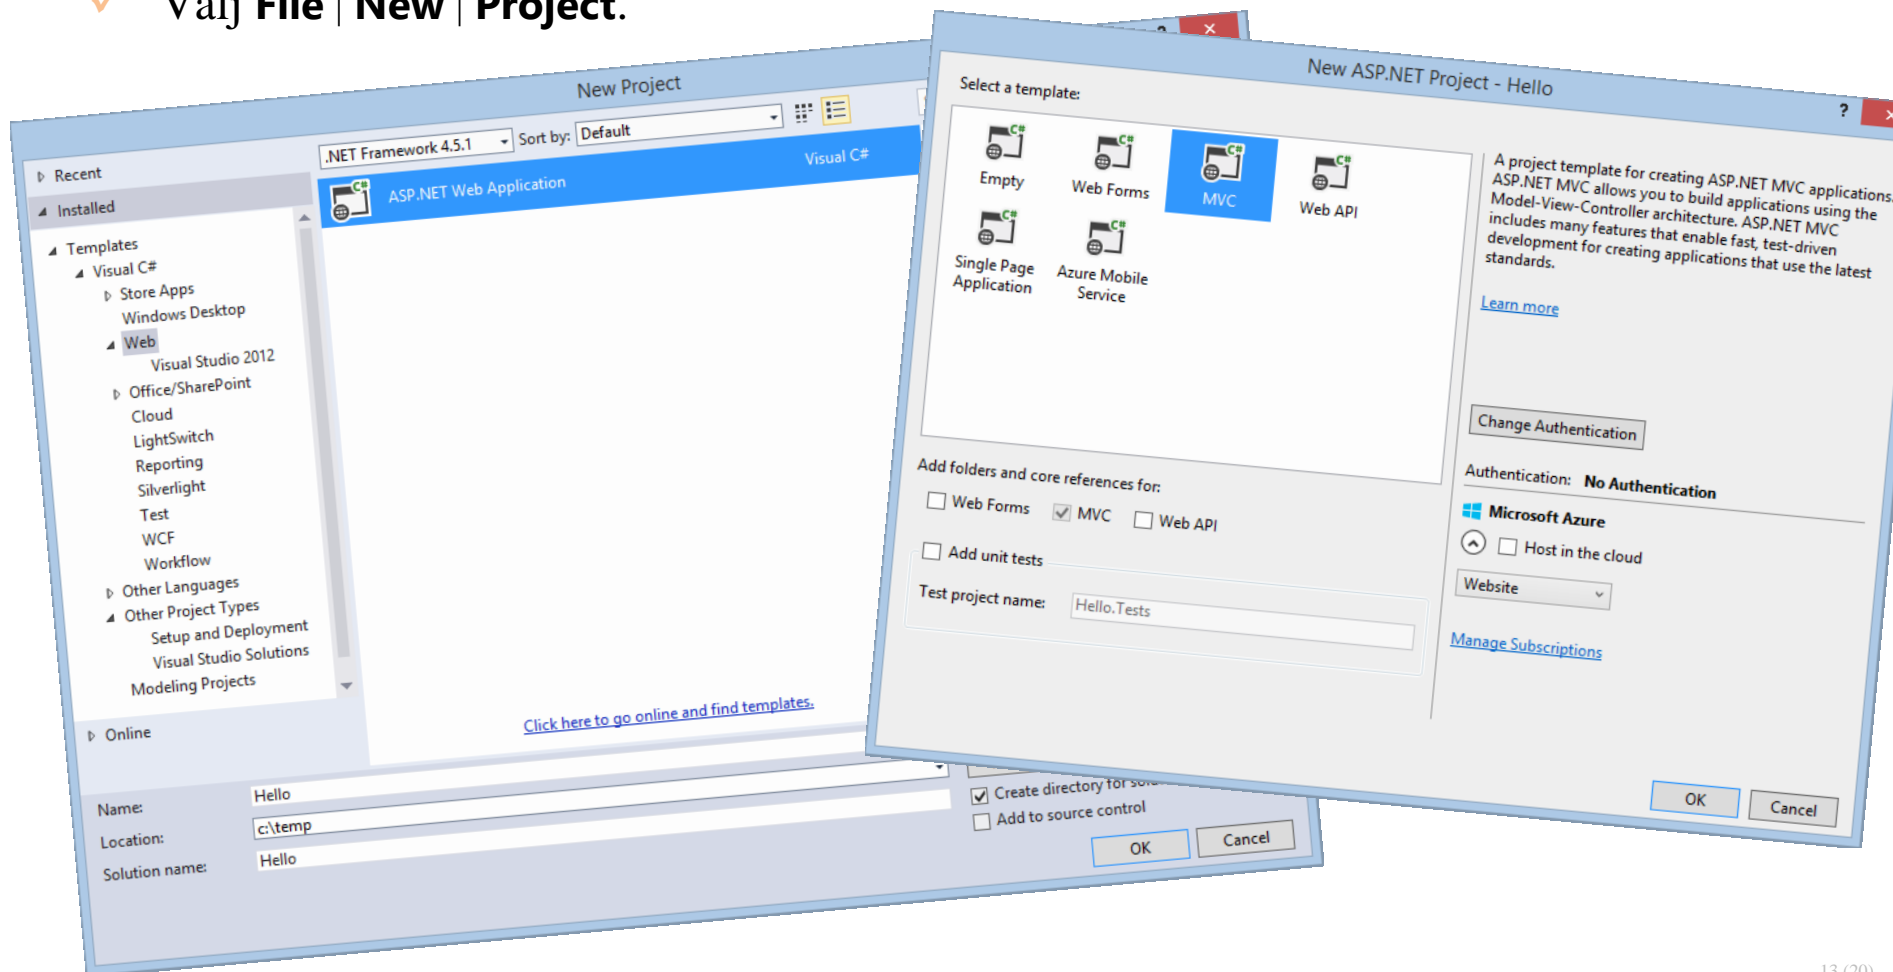 Välj File | New | Project.
New Project
.NET Framework 4.5.1 Sort by: Default
Recent
Installed
Templates
Visual C#
Store Apps
Windows Desktop
Web
Visual Studio 2012
Office/SharePoint
Cloud
LightSwitch
Reporting
Silverlight
Test
WCF
Workflow
Other Languages
Other Project Types
Setup and Deployment
Visual Studio Solutions
Modeling Projects
Online
C# ASP.NET Web Application Visual C#
Click here to go online and find templates.
Name: Hello
Location: c:\temp
Solution name: Hello
Create directory for
Add to source control
OK Cancel
New ASP.NET Project - Hello
?
Select a template:
C# C# C# C#
Empty Web Forms MVC Web API
C# C#
Single Page Azure Mobile
Application Service
Add folders and core references for:
Web Forms MVC Web API
Add unit tests
Test project name: Hello.Tests
A project template for creating ASP.NET MVC applications.
ASP.NET MVC allows you to build applications using the
Model-View-Controller architecture. ASP.NET MVC
includes many features that enable fast, test-driven
development for creating applications that use the latest
standards.
Learn more
Change Authentication
Authentication: No Authentication
Microsoft Azure
Host in the cloud
Website
Manage Subscriptions
OK Cancel
13 (20)